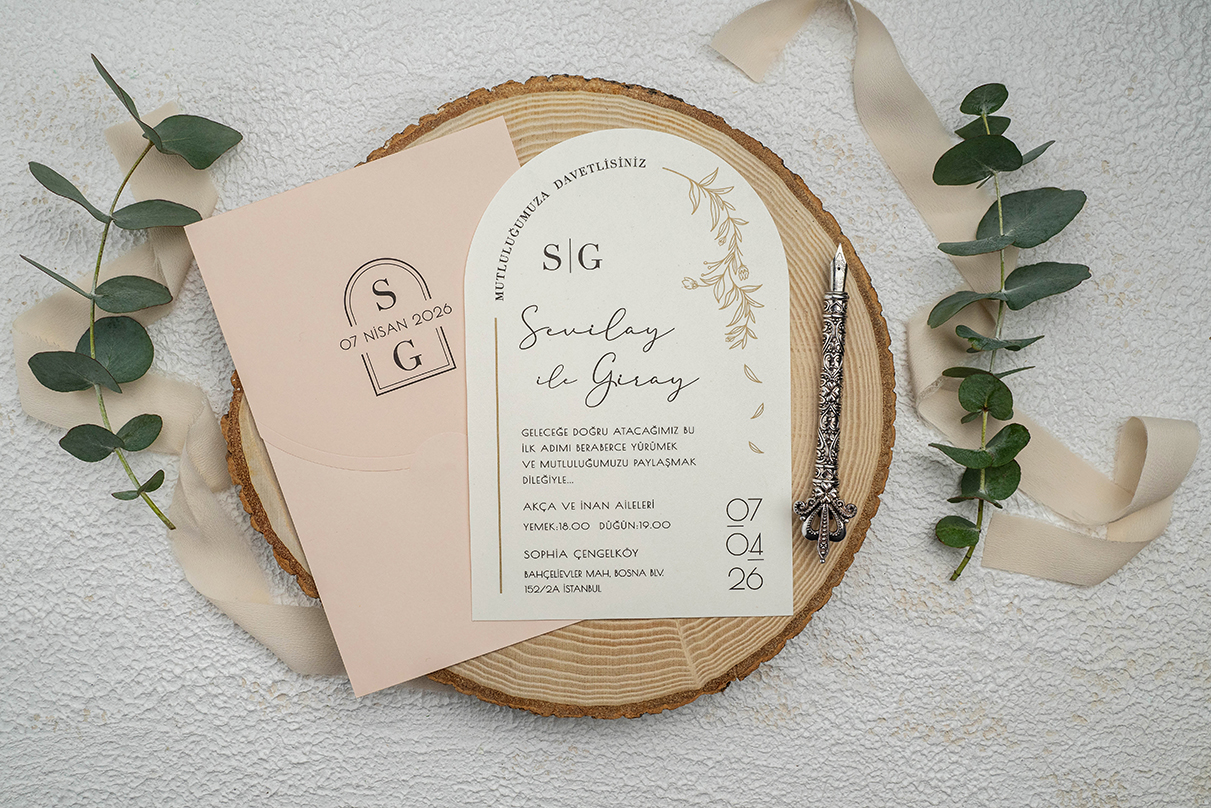 S
07 NİSAN 2026
G
MUTLULUĞUMUZA DAVETLİSİNİZ
S|G
Sevilay
ile Giray
GELECEĞE DOĞRU ATACAĞIMIZ BU
İLK ADIMI BERABERCE YÜRÜMEK
VE MUTLULUĞUMUZU PAYLAŞMAK
DİLEĞİYLE...
AKÇA VE İNAN AİLELERİ
YEMEK:18.00 DÜĞÜN:19.00
SOPHIA ÇENGELKÖY
BAHÇELİEVLER MAH, BOSNA BLV.
152/2A İSTANBUL
07
04
26